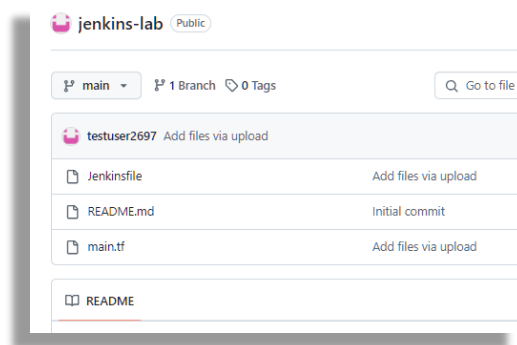 jenkins-lab Public
main 1 Branch 0 Tags Go to file
testuser2697 Add files via upload
Jenkinsfile Add files via upload
README.md Initial commit
main.tf Add files via upload
README